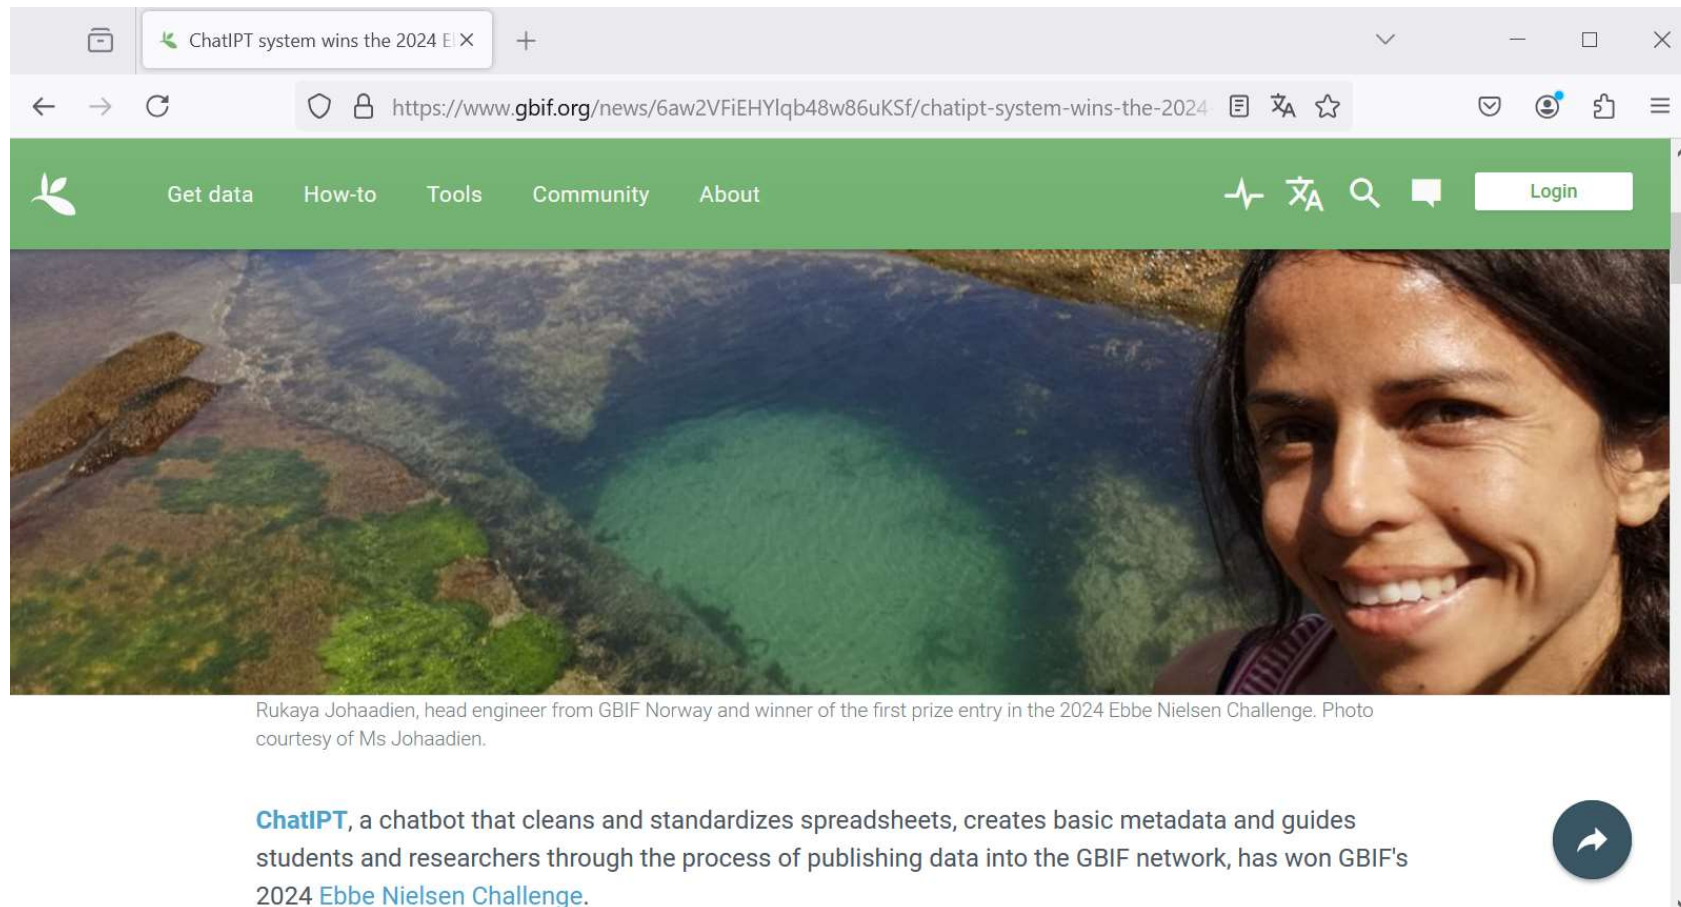 ChatIPT system wins the 2024 E
https://www.gbif.org/news/6aw2VFiEHYlqb48w86uKSf/chatipt-system-wins-the-2024-
Get data How-to Tools Community About Login
Rukaya Johaadien, head engineer from GBIF Norway and winner of the first prize entry in the 2024 Ebbe Nielsen Challenge. Photo
courtesy of Ms Johaadien.
ChatIPT, a chatbot that cleans and standardizes spreadsheets, creates basic metadata and guides
students and researchers through the process of publishing data into the GBIF network, has won GBIF's
2024 Ebbe Nielsen Challenge.